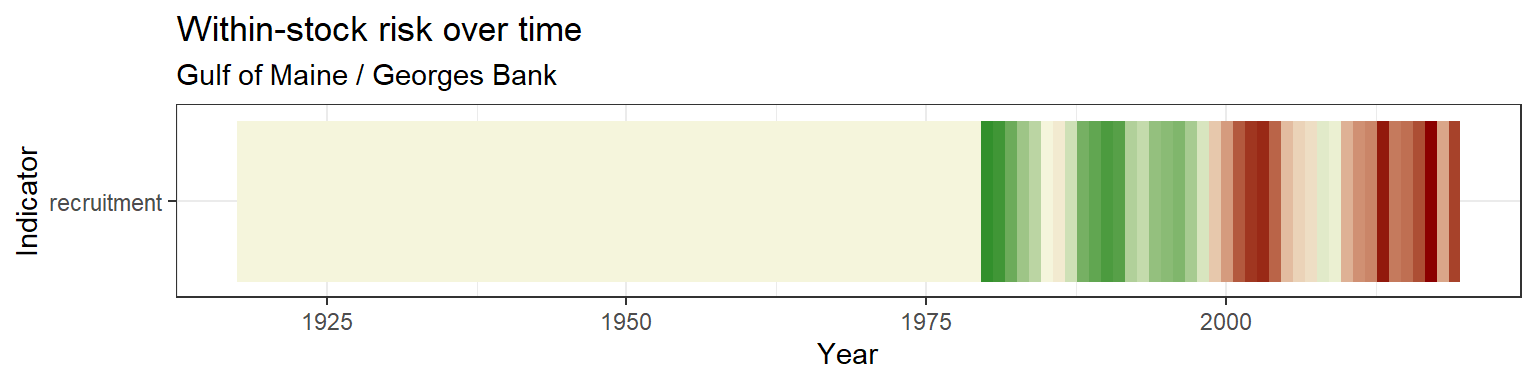 Within-stock risk over time
Gulf of Maine / Georges Bank
Indicator
recruitment
1925 1950 1975 2000
Year